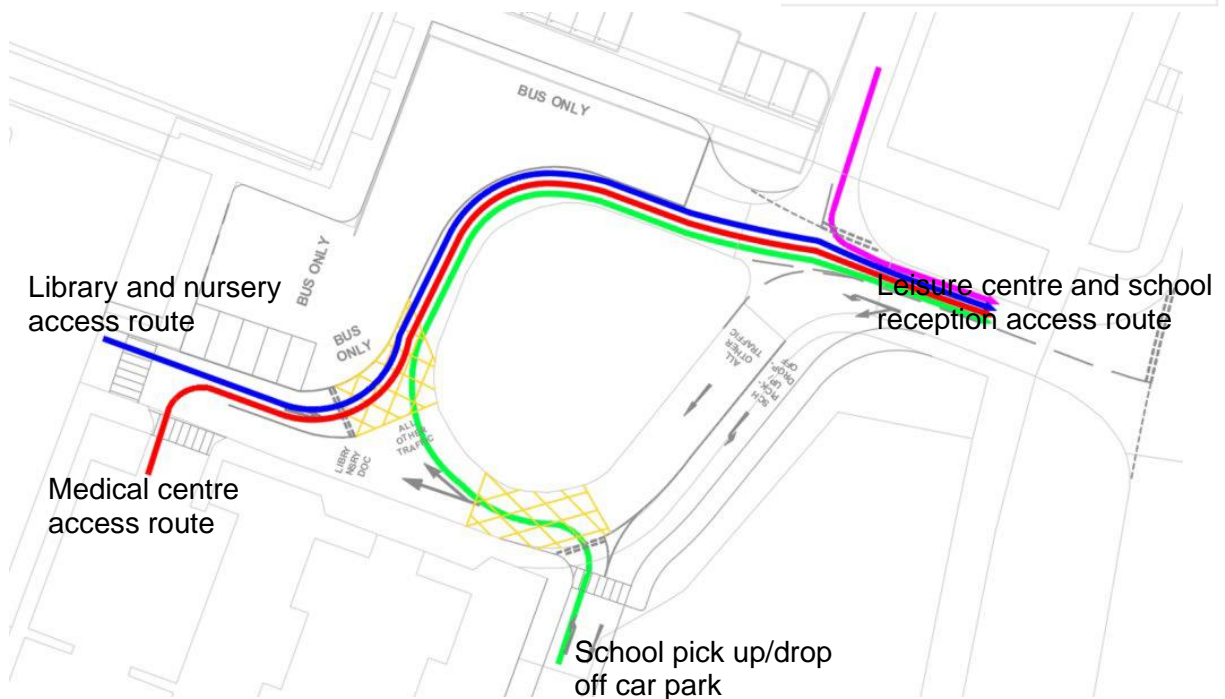 BUS ONLY
BUS ONLY
Library and nursery
access route
BUS
ONLY
Leisure centre and school
reception access route
ALL
OTHER
TRAFFIC
SCH
PICK-
UP/
DROP
OFF
ALL
OTHER
TRAFFIC
LIBRY
NSRY
DOC
Medical centre
access route
School pick up/drop
off car park